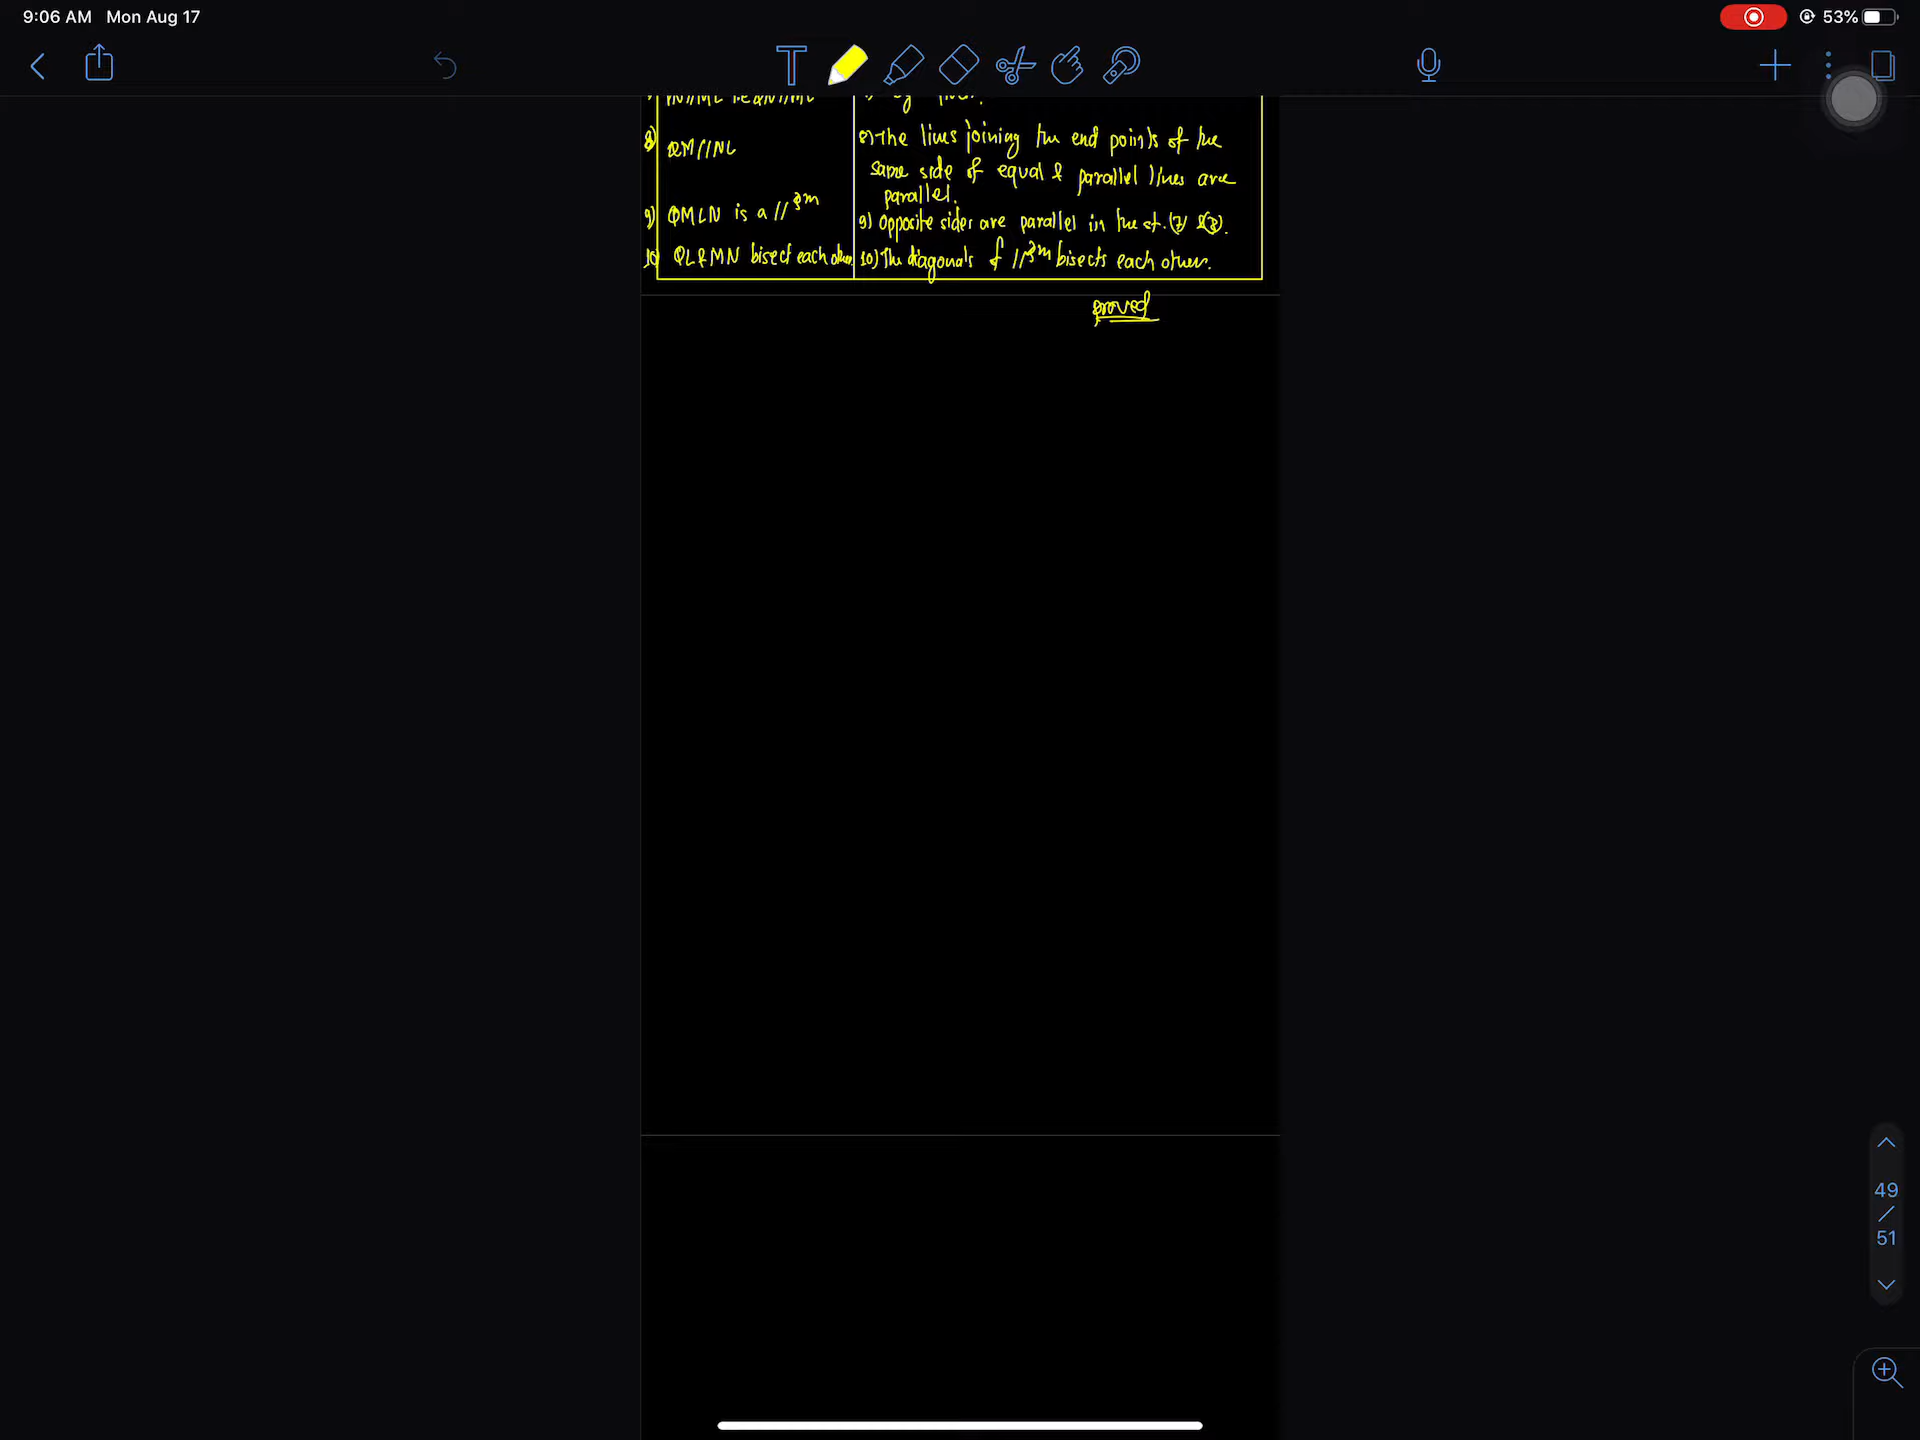 9:06 AM Mon Aug 17
53%
T
8) QM//NL
8) The lines joining the end points of the
same side of equal & parallel lines are
parallel.
9) QMLN is a //gm
9) Opposite sides are parallel in the st. (7) & (8).
10 QL & MN bisect each other.
10) The diagonals of //gm bisects each other.
proved
49
/
51